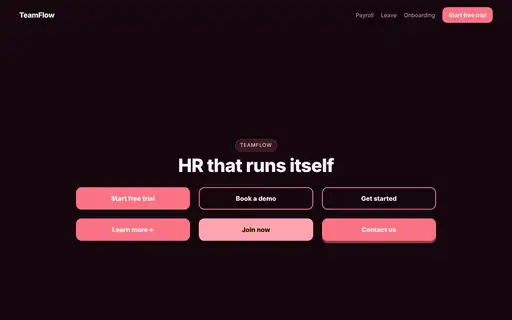 TeamFlow
Payroll Leave Onboarding Start free trial
TEAMFLOW
HR that runs itself
Start free trial Book a demo Get started
Learn more→ Join now Contact us